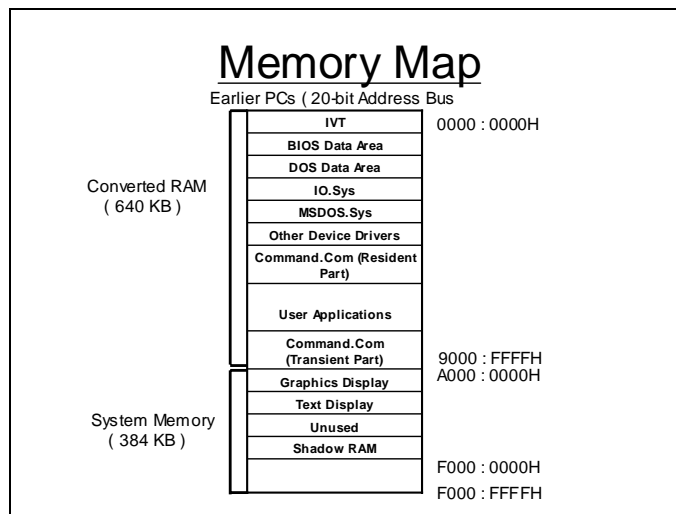 Memory Map
Earlier PCs ( 20-bit Address Bus
IVT
0000 : 0000H
BIOS Data Area
DOS Data Area
Converted RAM
( 640 KB )
IO.Sys
MSDOS.Sys
Other Device Drivers
Command.Com (Resident
Part)
User Applications
Command.Com
(Transient Part)
9000 : FFFFH
A000 : 0000H
Graphics Display
Text Display
System Memory
( 384 KB )
Unused
Shadow RAM
F000 : 0000H
F000 : FFFFH